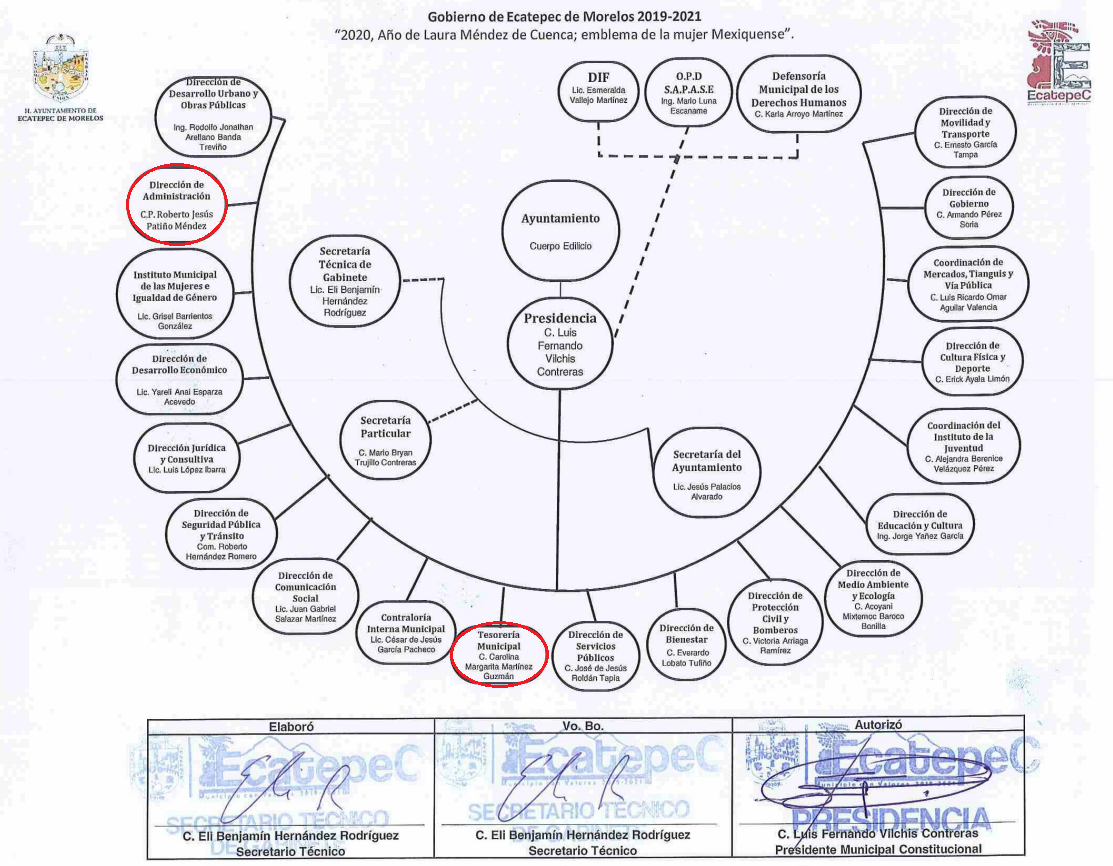 Gobierno de Ecatepec de Morelos 2019-2021
"2020, Año de Laura Méndez de Cuenca; emblema de la mujer Mexiquense".
H. AYUNTAMIENTO DE
ECATEPEC DE MORELOS
EcatepeC
DIF
Lic. Esmeralda
Vallejo Martínez
O.P.D
S.A.P.A.S.E
Ing. Mario Luna
Escaname
Defensoría
Municipal de los
Derechos Humanos
C. Karla Arroyo Martínez
Dirección de
Desarrollo Urbano y
Obras Públicas
Ing. Rodolfo Jonathan
Arellano Banda
Treviño
Dirección de
Administración
C.P. Roberto Jesús
Patiño Méndez
Instituto Municipal
de las Mujeres e
Igualdad de Género
Lic. Grisel Barrientos
González
Dirección de
Desarrollo Económico
Lic. Yareli Anai Esparza
Acevedo
Dirección Jurídica
y Consultiva
Lic. Luis López Ibarra
Dirección de
Seguridad Pública
y Tránsito
Com. Roberto
Hernández Romero
Dirección de
Comunicación
Social
Lic. Juan Gabriel
Salazar Martínez
Contraloría
Interna Municipal
Lic. César de Jesús
García Pacheco
Tesorería
Municipal
C. Carolina
Margarita Martínez
Guzmán
Dirección de
Servicios
Públicos
C. José de Jesús
Roldán Tapia
Dirección de
Bienestar
C. Everardo
Lobato Tufiño
Dirección de
Protección
Civil y
Bomberos
C. Victoria Arriaga
Ramírez
Dirección de
Medio Ambiente
y Ecología
C. Acoyani
Mixtemoc Baroco
Bonilla
Dirección de
Educación y Cultura
Ing. Jorge Yañez García
Coordinación del
Instituto de la
Juventud
C. Alejandra Berenice
Velázquez Pérez
Dirección de
Cultura Física y
Deporte
C. Erick Ayala Limón
Coordinación de
Mercados, Tianguis y
Vía Pública
C. Luis Ricardo Omar
Aguilar Valencia
Dirección de
Gobierno
C. Armando Pérez
Soria
Dirección de
Movilidad y
Transporte
C. Ernesto García
Tampa
Ayuntamiento
Cuerpo Edilicio
Presidencia
C. Luis
Fernando
Vilchis
Contreras
Secretaría
Técnica de
Gabinete
Lic. Eli Benjamín
Hernández
Rodríguez
Secretaría
Particular
C. Mario Bryan
Trujillo Contreras
Secretaría del
Ayuntamiento
Lic. Jesús Palacios
Alvarado
Elaboró
EcatepeC
SECRETARIO TECNICO
DE GABINETE
C. Eli Benjamín Hernández Rodríguez
Secretario Técnico
Vo. Bo.
EcatepeC
SECRETARIO TECNICO
C. Eli Benjamín Hernández Rodríguez
Secretario Técnico
Autorizó
EcatepeC
PRESIDENCIA
C. Luis Fernando Vilchis Contreras
Presidente Municipal Constitucional